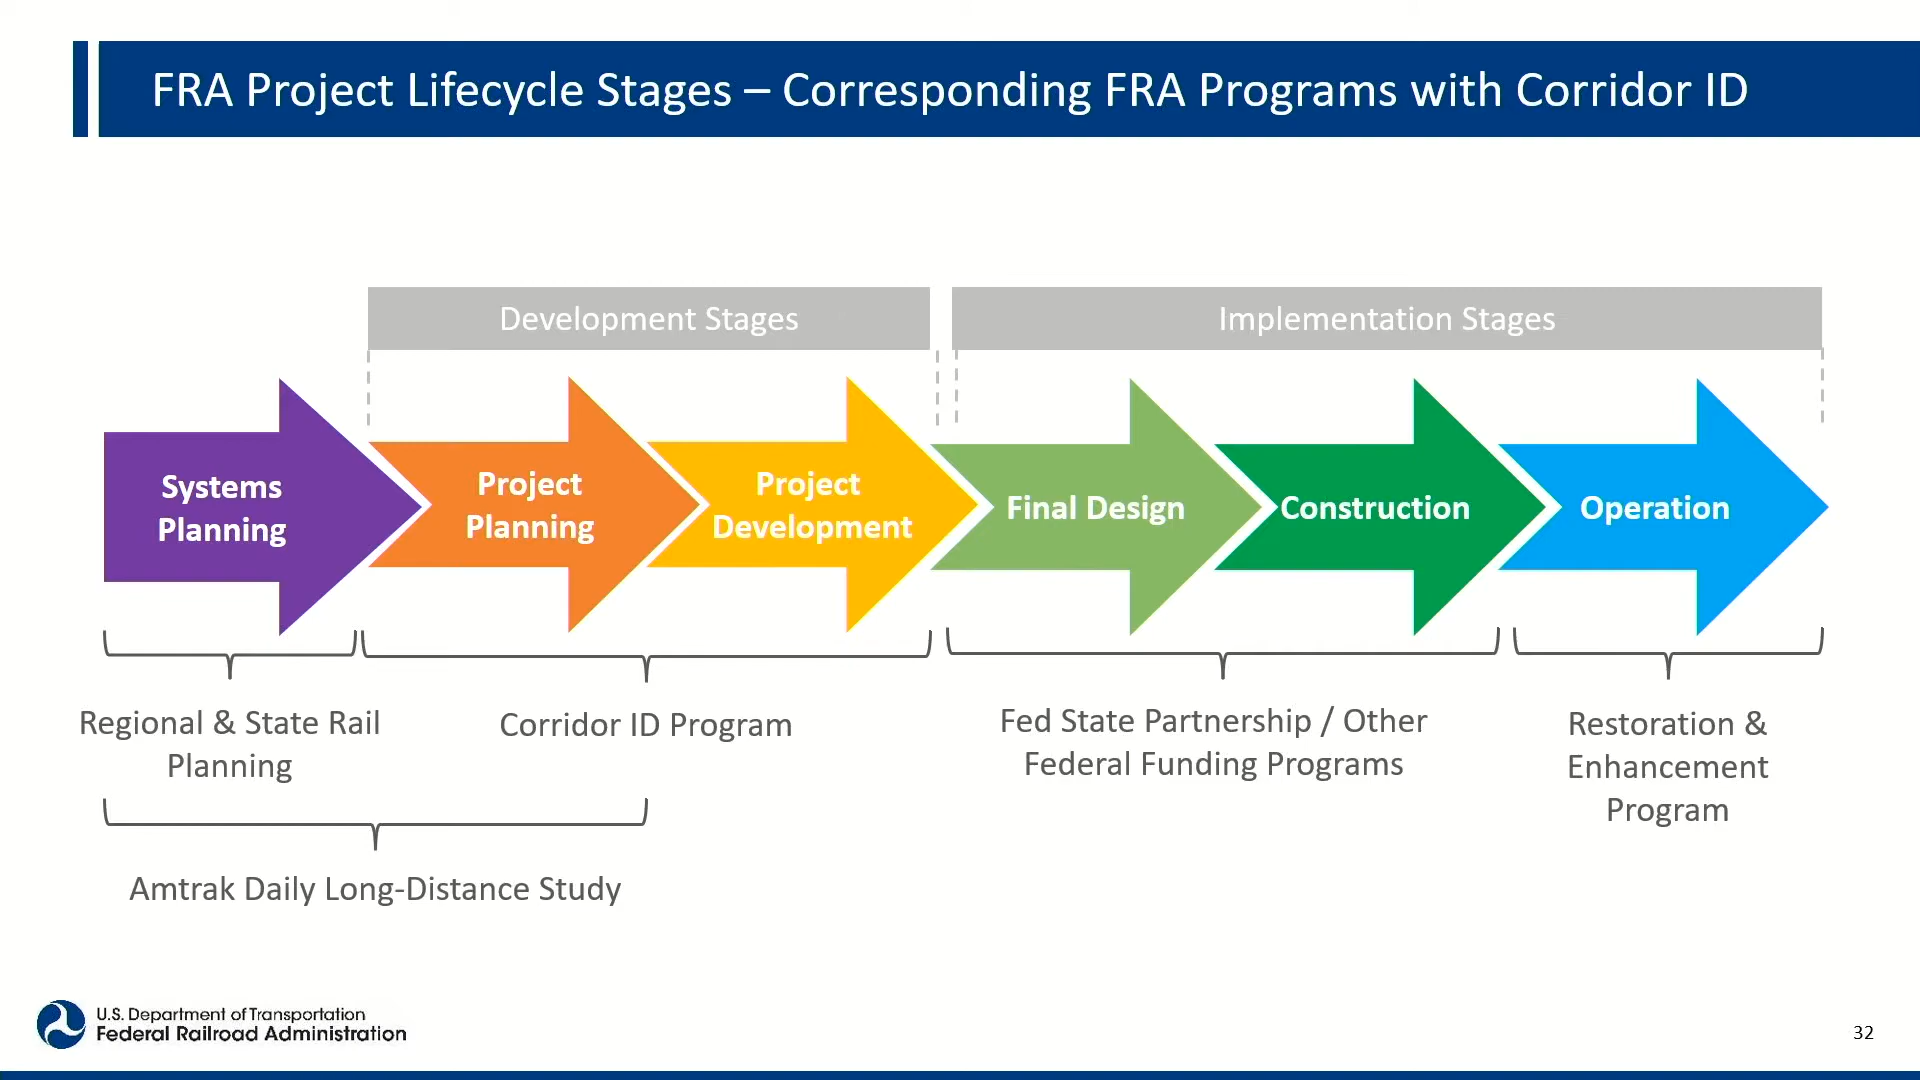 FRA Project Lifecycle Stages – Corresponding FRA Programs with Corridor ID
Development Stages
Implementation Stages
Systems
Planning
Project
Planning
Project
Development
Final Design
Construction
Operation
Regional & State Rail
Planning
Corridor ID Program
Fed State Partnership / Other
Federal Funding Programs
Restoration &
Enhancement
Program
Amtrak Daily Long-Distance Study
U.S. Department of Transportation
Federal Railroad Administration
32